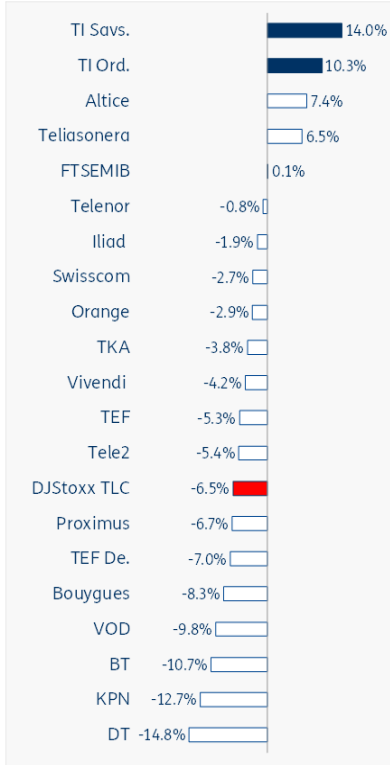 TI Savs. 14.0%
TI Ord. 10.3%
Altice 7.4%
Teliasonera 6.5%
FTSEMIB 0.1%
Telenor -0.8%
Iliad -1.9%
Swisscom -2.7%
Orange -2.9%
TKA -3.8%
Vivendi -4.2%
TEF -5.3%
Tele2 -5.4%
DJStoxx TLC -6.5%
Proximus -6.7%
TEF De. -7.0%
Bouygues -8.3%
VOD -9.8%
BT -10.7%
KPN -12.7%
DT -14.8%